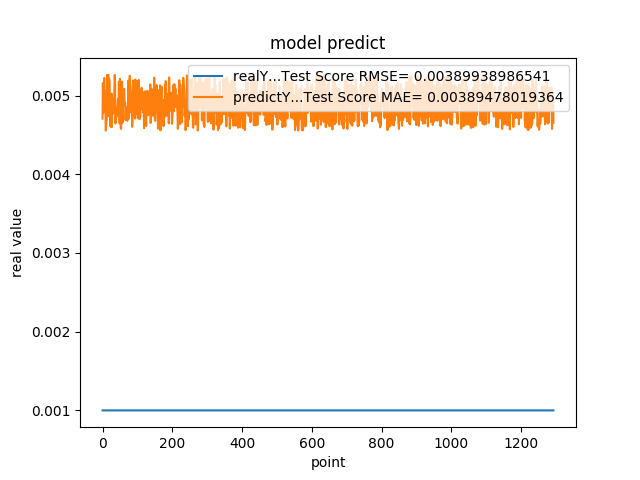 model predict
realY...Test Score RMSE= 0.00389938986541
predictY...Test Score MAE= 0.00389478019364
0.005
0.004
0.003
0.002
0.001
real value
0 200 400 600 800 1000 1200
point